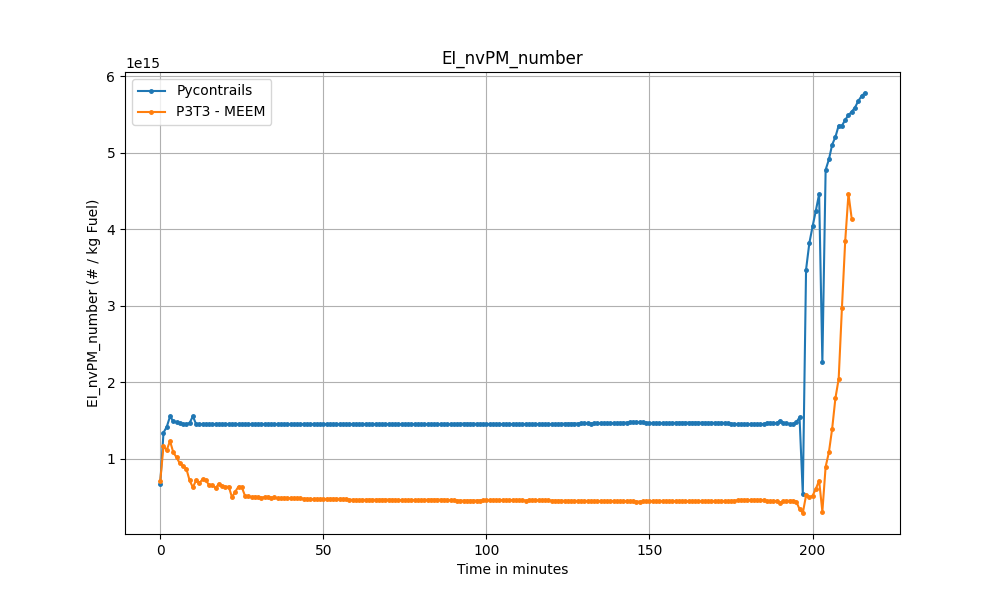 EI_nvPM_number
1e15
Pycontrails
P3T3 - MEEM
6
5
4
3
2
1
EI_nvPM_number (# / kg Fuel)
0
50
100
150
200
Time in minutes